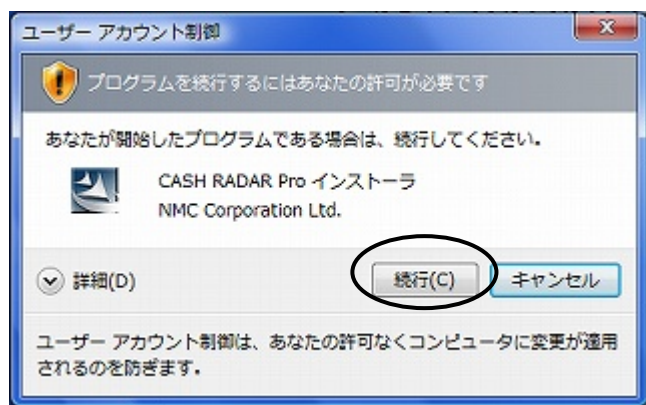 ユーザー アカウント制御
プログラムを続行するにはあなたの許可が必要です
あなたが開始したプログラムである場合は、続行してください。
CASH RADAR Pro インストーラ
NMC Corporation Ltd.
詳細(D)
続行(C)
キャンセル
ユーザー アカウント制御は、あなたの許可なくコンピュータに変更が適用
されるのを防ぎます。